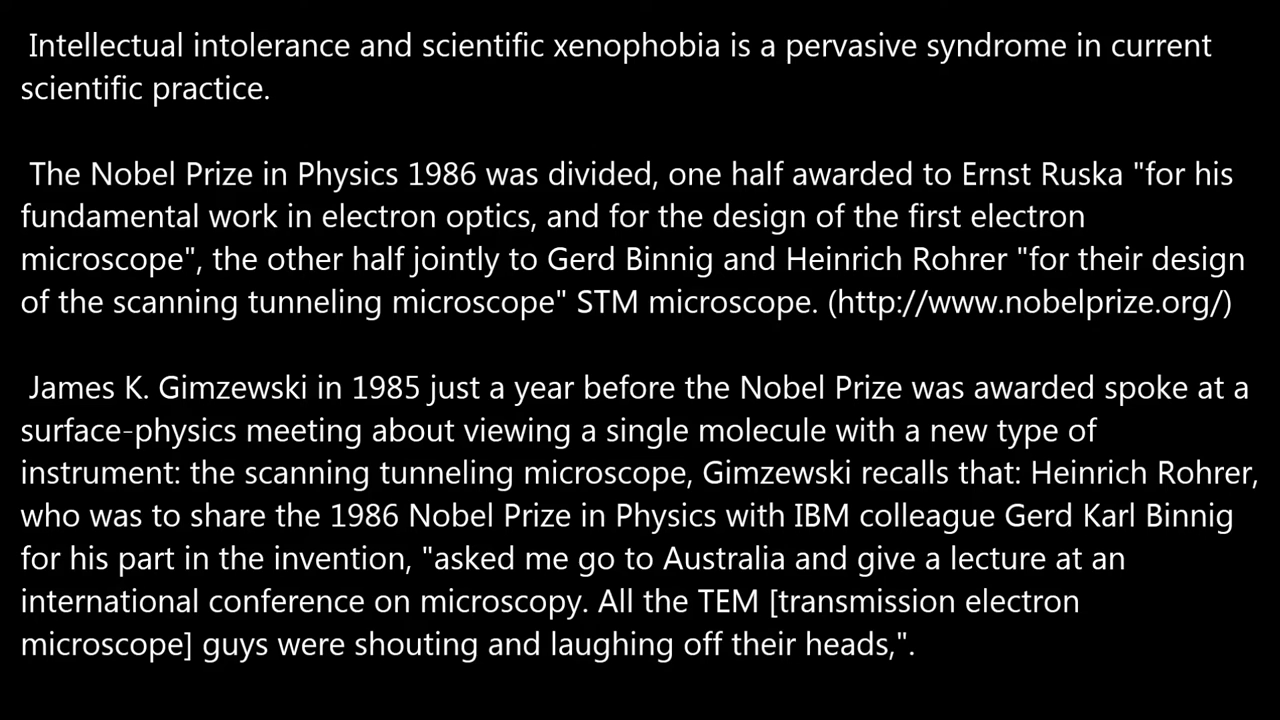 Intellectual intolerance and scientific xenophobia is a pervasive syndrome in current
scientific practice.
The Nobel Prize in Physics 1986 was divided, one half awarded to Ernst Ruska "for his
fundamental work in electron optics, and for the design of the first electron
microscope", the other half jointly to Gerd Binnig and Heinrich Rohrer "for their design
of the scanning tunneling microscope" STM microscope. (http://www.nobelprize.org/)
James K. Gimzewski in 1985 just a year before the Nobel Prize was awarded spoke at a
surface-physics meeting about viewing a single molecule with a new type of
instrument: the scanning tunneling microscope, Gimzewski recalls that: Heinrich Rohrer,
who was to share the 1986 Nobel Prize in Physics with IBM colleague Gerd Karl Binnig
for his part in the invention, "asked me go to Australia and give a lecture at an
international conference on microscopy. All the TEM [transmission electron
microscope] guys were shouting and laughing off their heads,".